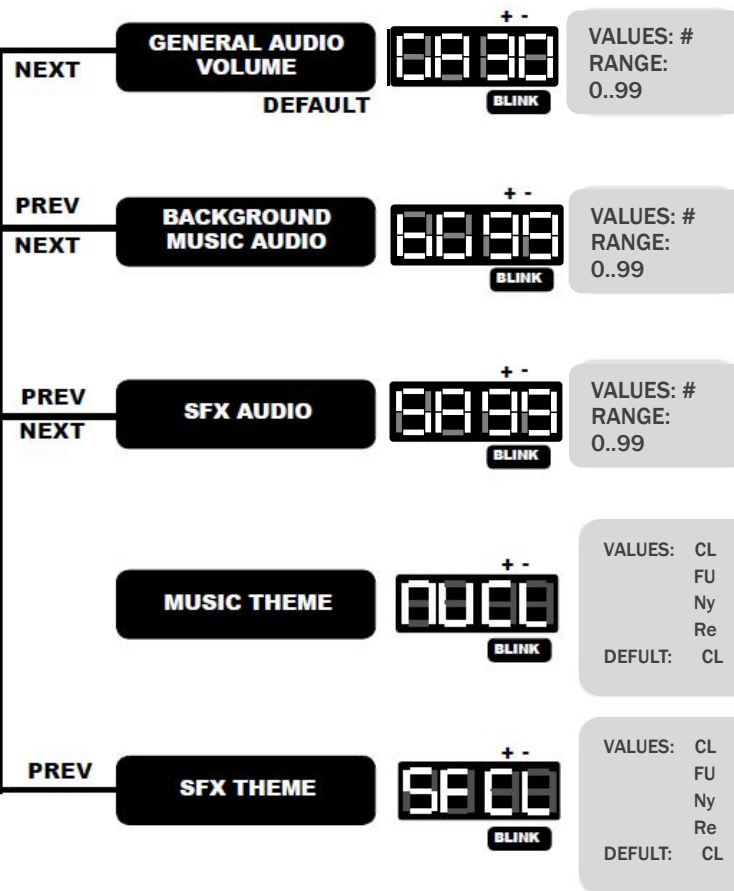 + -
GENERAL AUDIO
VOLUME
NEXT
DEFAULT
BLINK
VALUES: #
RANGE:
0..99
+ -
PREV
NEXT
BACKGROUND
MUSIC AUDIO
BLINK
VALUES: #
RANGE:
0..99
+ -
PREV
NEXT
SFX AUDIO
SA99
BLINK
VALUES: #
RANGE:
0..99
+ -
MUSIC THEME
BLINK
VALUES: CL
FU
Ny
Re
DEFULT: CL
+ -
PREV
SFX THEME
SFCL
BLINK
VALUES: CL
FU
Ny
Re
DEFULT: CL